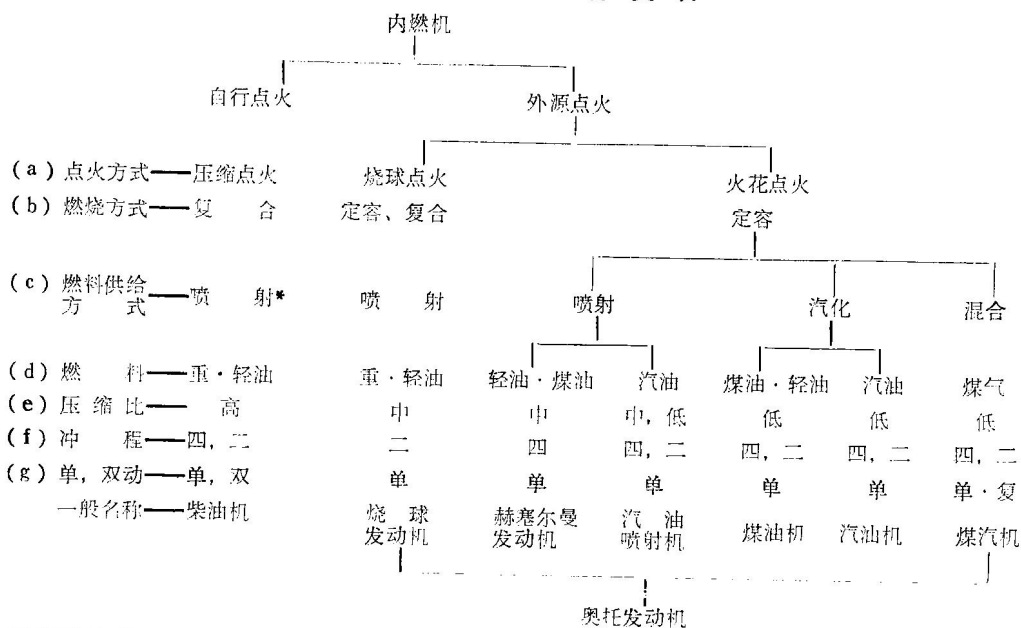 内燃机
自行点火 外源点火
(a) 点火方式——压缩点火 烧球点火 火花点火
(b) 燃烧方式——复 合 定容、复合 定容
(c) 燃料供给方 式——喷 射* 喷 射 喷射 汽化 混合
(d) 燃 料——重·轻油 重·轻油 轻油·煤油 汽油 煤油·轻油 汽油 煤气
(e) 压 缩 比——高 中 中 中,低 低 低 低
(f) 冲 程——四,二 二 四 四,二 四,二 四,二 四,二
(g) 单,双动——单,双 单 单 单 单 单 单·复
一般名称——柴油机 烧 球发动机 赫塞尔曼发动机 汽 油喷射机 煤油机 汽油机 煤汽机
奥托发动机